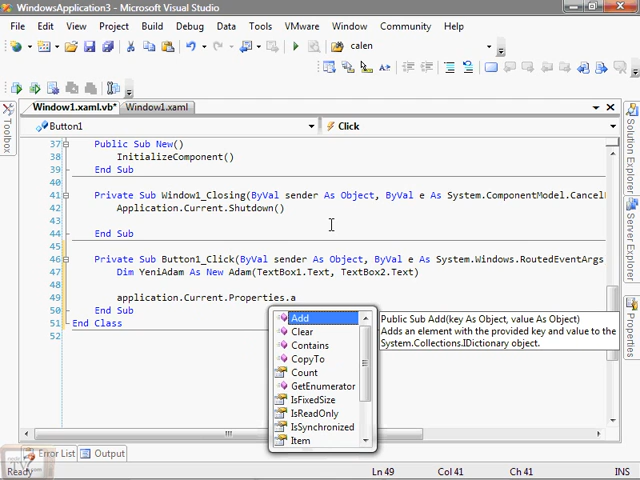 WindowsApplication3 - Microsoft Visual Studio
File Edit View Project Build Debug Data Tools VMware Window Community Help
calen
Window1.xaml.vb* Window1.xaml
Button1 Click
Toolbox
Solution Explorer
Server Explorer
Properties
37 Public Sub New()
38 InitializeComponent()
39 End Sub
40
41 Private Sub Window1_Closing(ByVal sender As Object, ByVal e As System.ComponentModel.Cancel
42 Application.Current.Shutdown()
43
44 End Sub
45
46 Private Sub Button1_Click(ByVal sender As Object, ByVal e As System.Windows.RoutedEventArgs
47 Dim YeniAdam As New Adam(TextBox1.Text, TextBox2.Text)
48
49 application.Current.Properties.a
50 End Sub
51 End Class
52
Add
Clear
Contains
CopyTo
Count
GetEnumerator
IsFixedSize
IsReadOnly
IsSynchronized
Item
Public Sub Add(key As Object, value As Object)
Adds an element with the provided key and value to the
System.Collections.IDictionary object.
Error List Output
Ready Ln 49 Col 41 Ch 41 INS